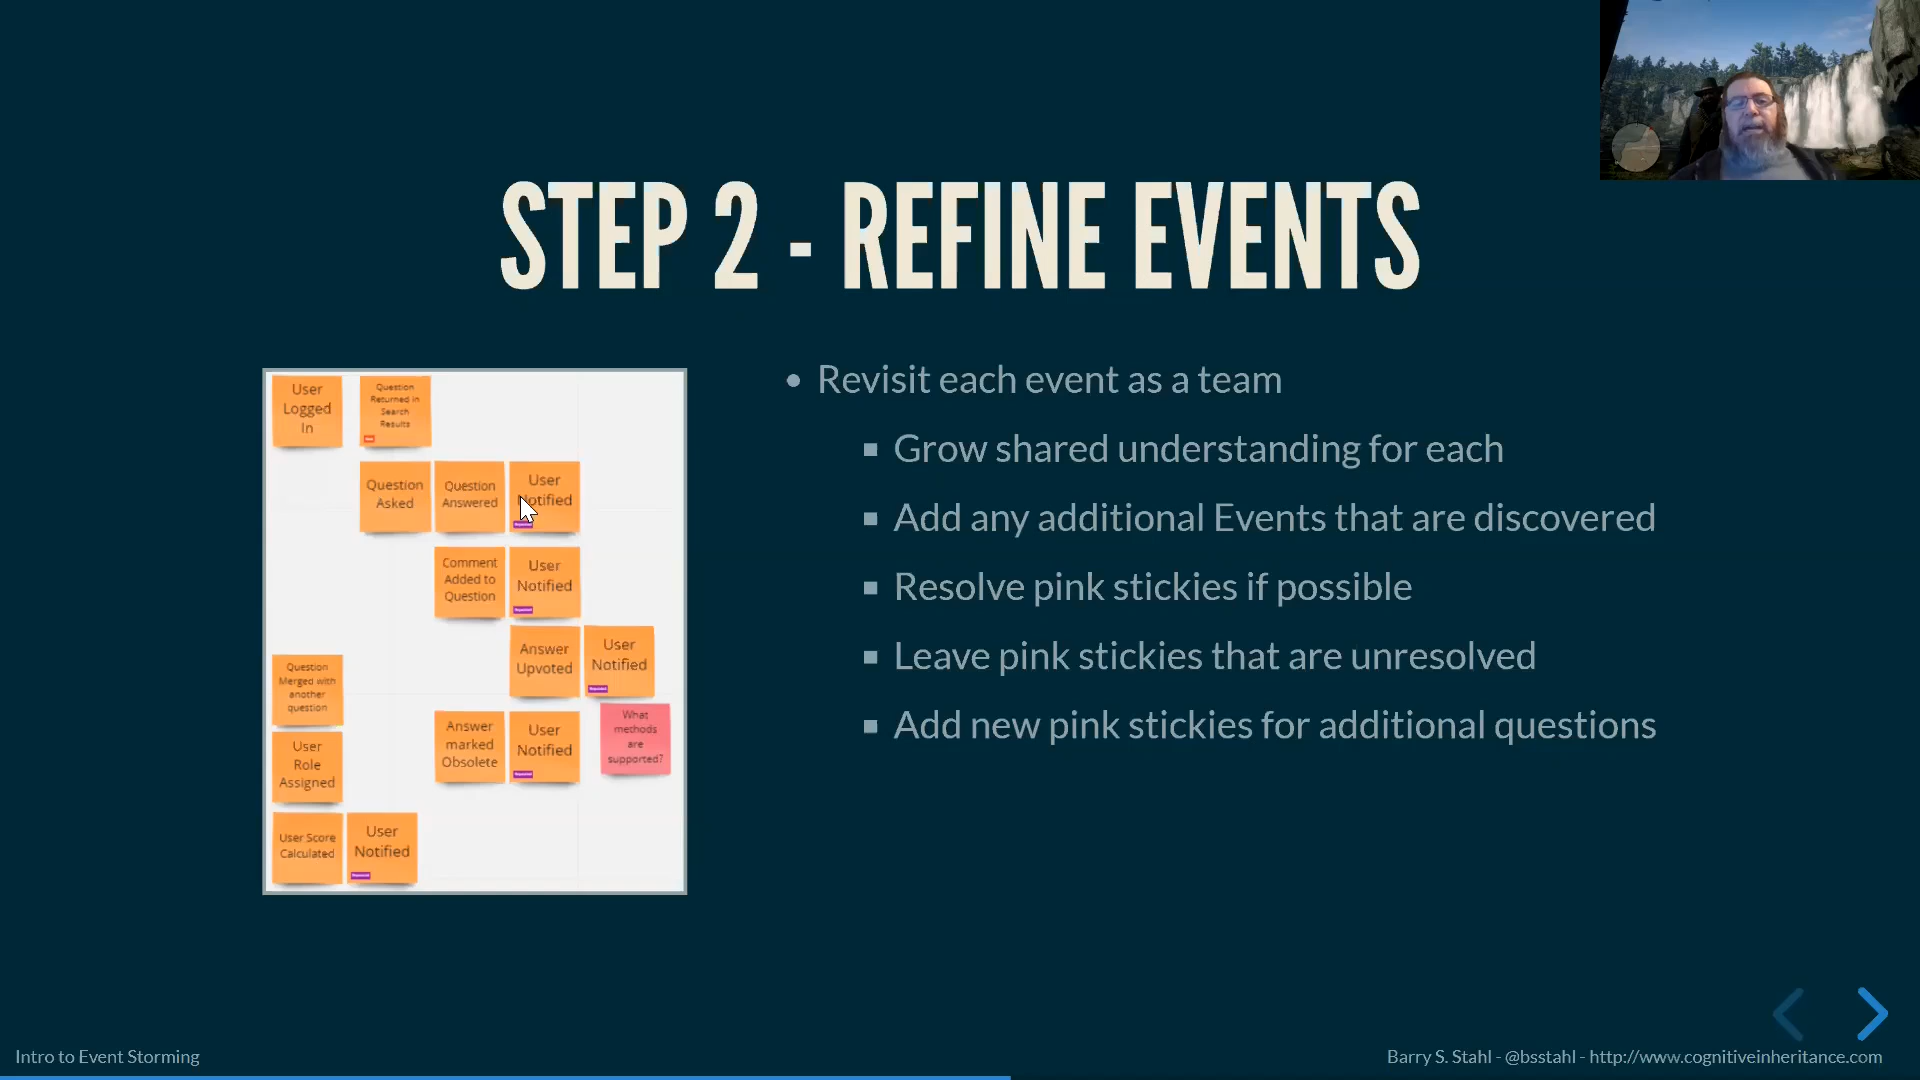 STEP 2 - REFINE EVENTS
User
Logged
In
Question
Returned in
Search
Results
Question
Asked
Question
Answered
User
Notified
Comment
Added to
Question
User
Notified
Answer
Upvoted
User
Notified
Question
Merged with
another
question
User
Role
Assigned
Answer
marked
Obsolete
User
Notified
What
methods
are
supported?
User Score
Calculated
User
Notified
Revisit each event as a team
Grow shared understanding for each
Add any additional Events that are discovered
Resolve pink stickies if possible
Leave pink stickies that are unresolved
Add new pink stickies for additional questions
Intro to Event Storming
Barry S. Stahl - @bsstahl - http://www.cognitiveinheritance.com